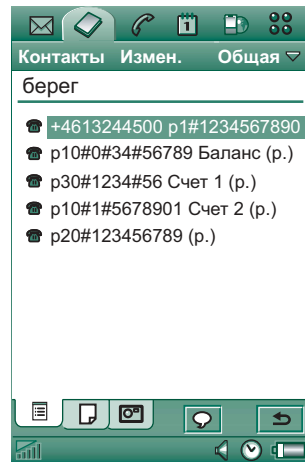 1
Контакты Измен. Общая
берег
+4613244500 p1#1234567890
p10#0#34#56789 Баланс (р.)
p30#1234#56 Счет 1 (р.)
p10#1#5678901 Счет 2 (р.)
p20#123456789 (р.)